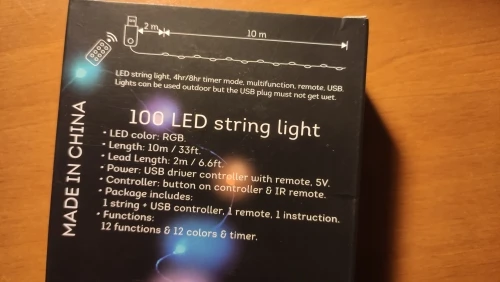 2 m
10 m
LED string light, 4hr/8hr timer mode, multifunction, remote, USB.
Lights can be used outdoor but the USB plug must not get wet.
100 LED string light
• LED color: RGB.
• Length: 10m / 33ft.
• Lead Length: 2m / 6.6ft.
• Power: USB driver controller with remote, 5V.
• Controller: button on controller & IR remote.
• Package includes:
1 string + USB controller, 1 remote, 1 instruction.
• Functions:
12 functions & 12 colors & timer.
MADE IN CHINA